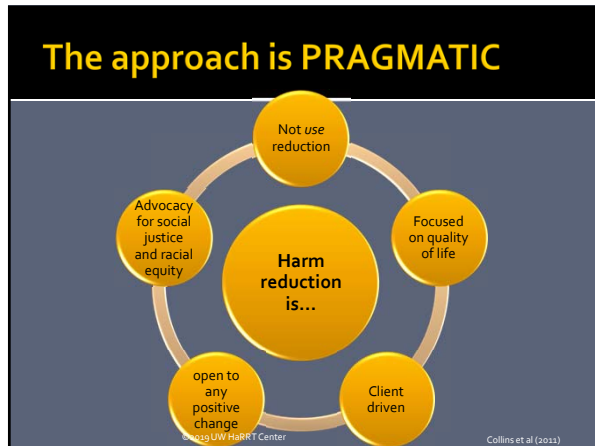 The approach is PRAGMATIC
Not use
reduction
Focused
on quality
of life
Client
driven
open to
any
positive
change
Advocacy
for social
justice
and racial
equity
Harm
reduction
is...
©2019 UW HaRRT Center
Collins et al (2011)